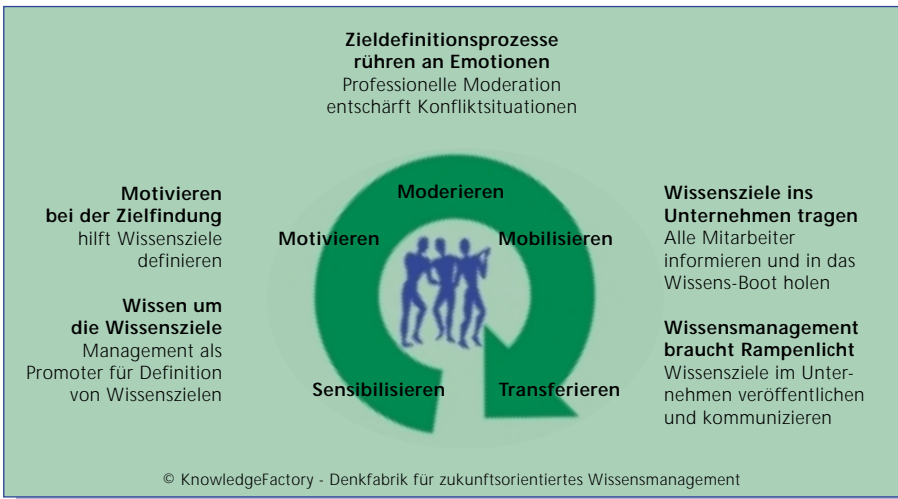 Zieldefinitionsprozesse
rühren an Emotionen
Professionelle Moderation
entschärft Konfliktsituationen
Motivieren
bei der Zielfindung
hilft Wissensziele
definieren
Wissen um
die Wissensziele
Management als
Promoter für Definition
von Wissenszielen
Moderieren
Motivieren
Mobilisieren
Sensibilisieren
Transferieren
Wissensziele ins
Unternehmen tragen
Alle Mitarbeiter
informieren und in das
Wissens-Boot holen
Wissensmanagement
braucht Rampenlicht
Wissensziele im Unter-
nehmen veröffentlichen
und kommunizieren
© KnowledgeFactory - Denkfabrik für zukunftsorientiertes Wissensmanagement